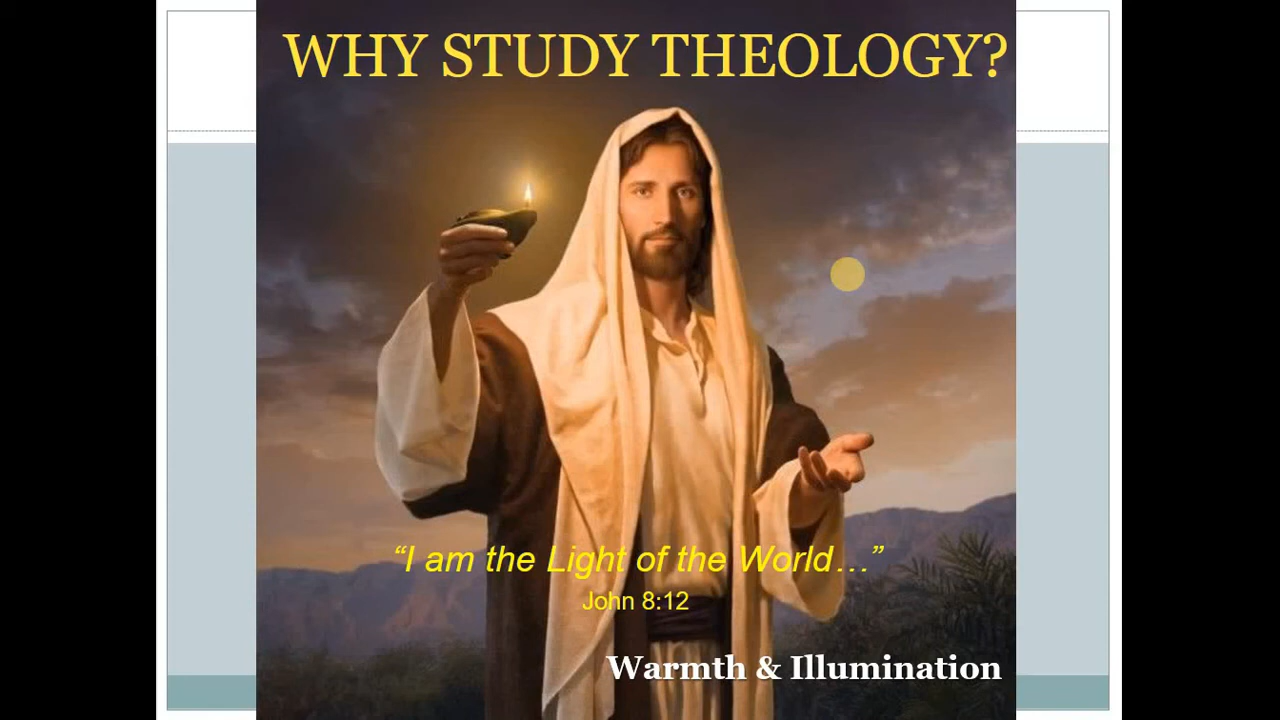 WHY STUDY THEOLOGY?
“I am the Light of the World…”
John 8:12
Warmth & Illumination